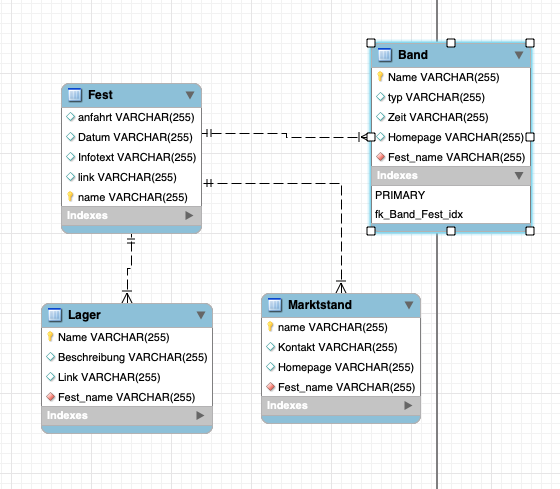 Band
Name VARCHAR(255)
typ VARCHAR(255)
Zeit VARCHAR(255)
Homepage VARCHAR(255)
Fest_name VARCHAR(255)
Indexes
PRIMARY
fk_Band_Fest_idx
Fest
anfahrt VARCHAR(255)
Datum VARCHAR(255)
Infotext VARCHAR(255)
link VARCHAR(255)
name VARCHAR(255)
Indexes
Lager
Name VARCHAR(255)
Beschreibung VARCHAR(255)
Link VARCHAR(255)
Fest_name VARCHAR(255)
Indexes
Marktstand
name VARCHAR(255)
Kontakt VARCHAR(255)
Homepage VARCHAR(255)
Fest_name VARCHAR(255)
Indexes